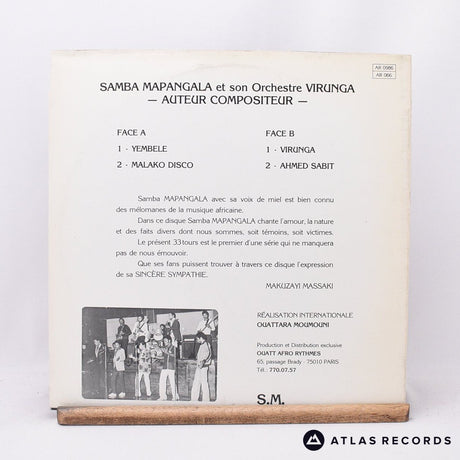 AR 0986
AB 066
SAMBA MAPANGALA et son Orchestre VIRUNGA
— AUTEUR COMPOSITEUR —
FACE A
1 - YEMBELE
2 - MALAKO DISCO
FACE B
1 - VIRUNGA
2 - AHMED SABIT
Samba MAPANGALA avec sa voix de miel est bien connu
des mélomanes de la musique africaine.
Dans ce disque Samba MAPANGALA chante l'amour, la nature
et des faits divers dont nous sommes, soit témoins, soit victimes.
Le présent 33 tours est le premier d'une série qui ne manquera
pas de nous émouvoir.
Que ses fans puissent trouver à travers ce disque l'expression
de sa SINCÈRE SYMPATHIE.
MAKUZAYI MASSAKI
RÉALISATION INTERNATIONALE
OUATTARA MOUMOUNI
Production et Distribution exclusive
OUATT AFRO RYTHMES
65, passage Brady - 75010 PARIS
Tél.: 770.07.57
S.M.
ATLAS RECORDS